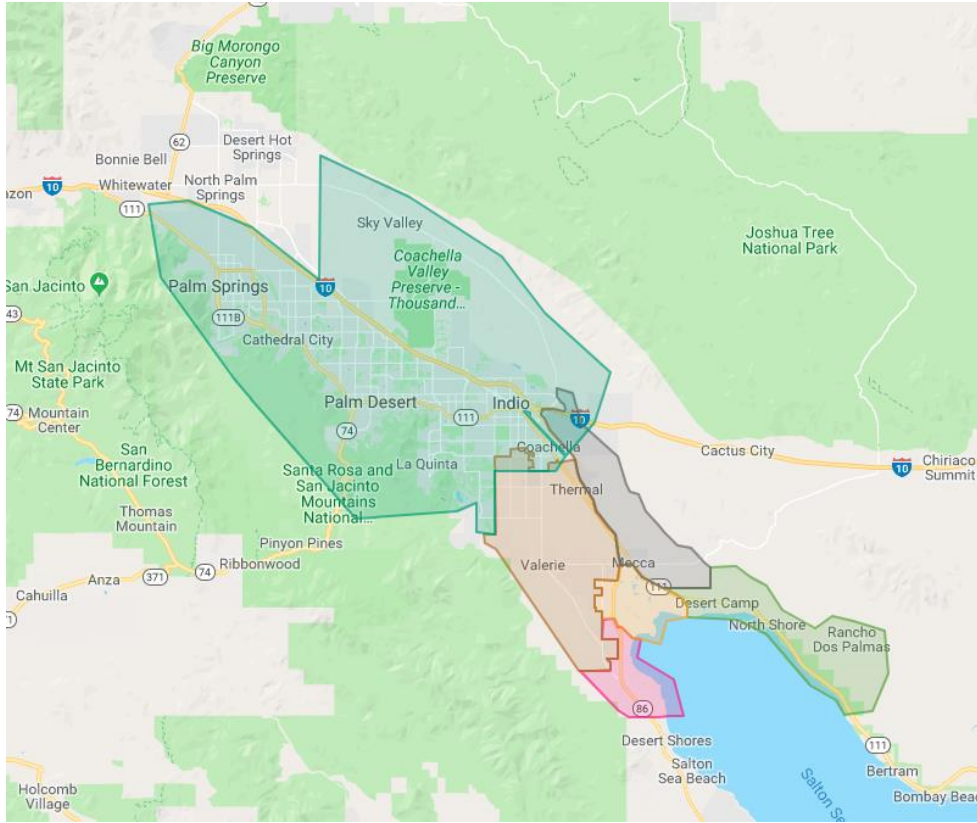 Big Morongo
Canyon
Preserve
62
Desert Hot
Springs
Bonnie Bell
10
Whitewater
North Palm
Springs
azon
111
Sky Valley
Joshua Tree
National Park
Coachella
Valley
Preserve -
Thousand...
San Jacinto
Palm Springs
10
43
111B
Cathedral City
Mt San Jacinto
State Park
74
Mountain
Center
Palm Desert
111
Indio
10
74
Coachella
Cactus City
San
Bernardino
National Forest
La Quinta
10
Chiriaco
Summit
Santa Rosa and
San Jacinto
Mountains
National...
Thermal
Thomas
Mountain
Pinyon Pines
Ribbonwood
74
371
Anza
Cahuilla
71
Valerie
Mecca
111
Desert Camp
North Shore
Rancho
Dos Palmas
86
Desert Shores
Salton
Sea Beach
111
Bertram
Bombay Bea
Salton Se
Holcomb
Village